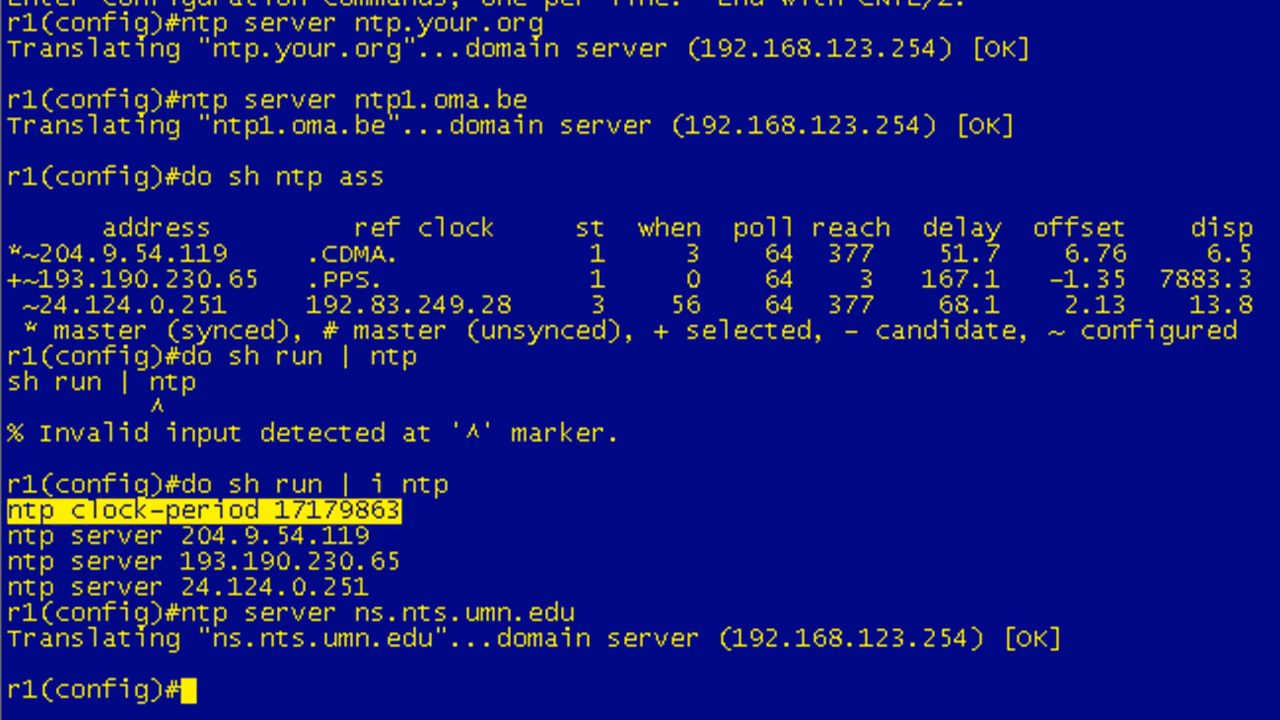 Enter configuration commands, one per line. End with CNTL/Z.
r1(config)#ntp server ntp.your.org
Translating "ntp.your.org"...domain server (192.168.123.254) [OK]
r1(config)#ntp server ntp1.oma.be
Translating "ntp1.oma.be"...domain server (192.168.123.254) [OK]
r1(config)#do sh ntp ass
address ref clock st when poll reach delay offset disp
*~204.9.54.119 .CDMA. 1 3 64 377 51.7 6.76 6.5
+~193.190.230.65 .PPS. 1 0 64 3 167.1 -1.35 7883.3
~24.124.0.251 192.83.249.28 3 56 64 377 68.1 2.13 13.8
* master (synced), # master (unsynced), + selected, - candidate, ~ configured
r1(config)#do sh run | ntp
sh run | ntp
^
% Invalid input detected at '^' marker.
r1(config)#do sh run | i ntp
ntp clock-period 17179863
ntp server 204.9.54.119
ntp server 193.190.230.65
ntp server 24.124.0.251
r1(config)#ntp server ns.nts.umn.edu
Translating "ns.nts.umn.edu"...domain server (192.168.123.254) [OK]
r1(config)#